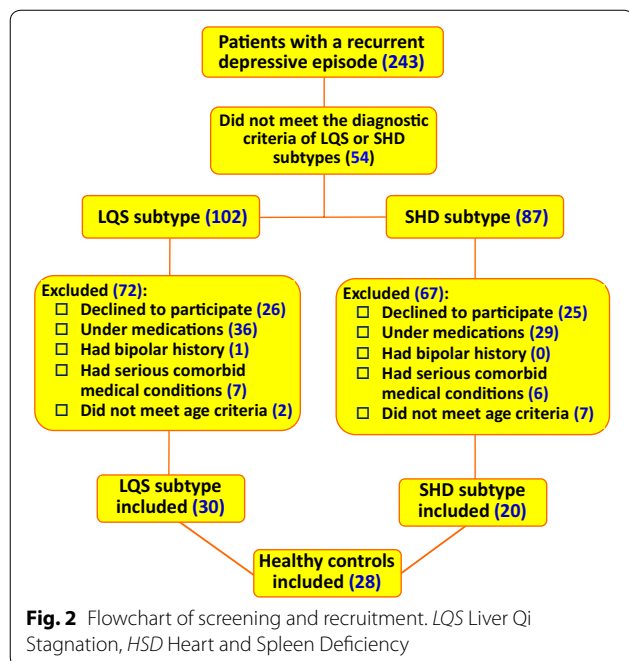 Patients with a recurrent
depressive episode (243)
Did not meet the diagnostic
criteria of LQS or SHD
subtypes (54)
LQS subtype (102)
SHD subtype (87)
Excluded (72):
Declined to participate (26)
Under medications (36)
Had bipolar history (1)
Had serious comorbid
medical conditions (7)
Did not meet age criteria (2)
Excluded (67):
Declined to participate (25)
Under medications (29)
Had bipolar history (0)
Had serious comorbid
medical conditions (6)
Did not meet age criteria (7)
LQS subtype
included (30)
SHD subtype
included (20)
Healthy controls
included (28)
Fig. 2 Flowchart of screening and recruitment. LQS Liver Qi
Stagnation, HSD Heart and Spleen Deficiency